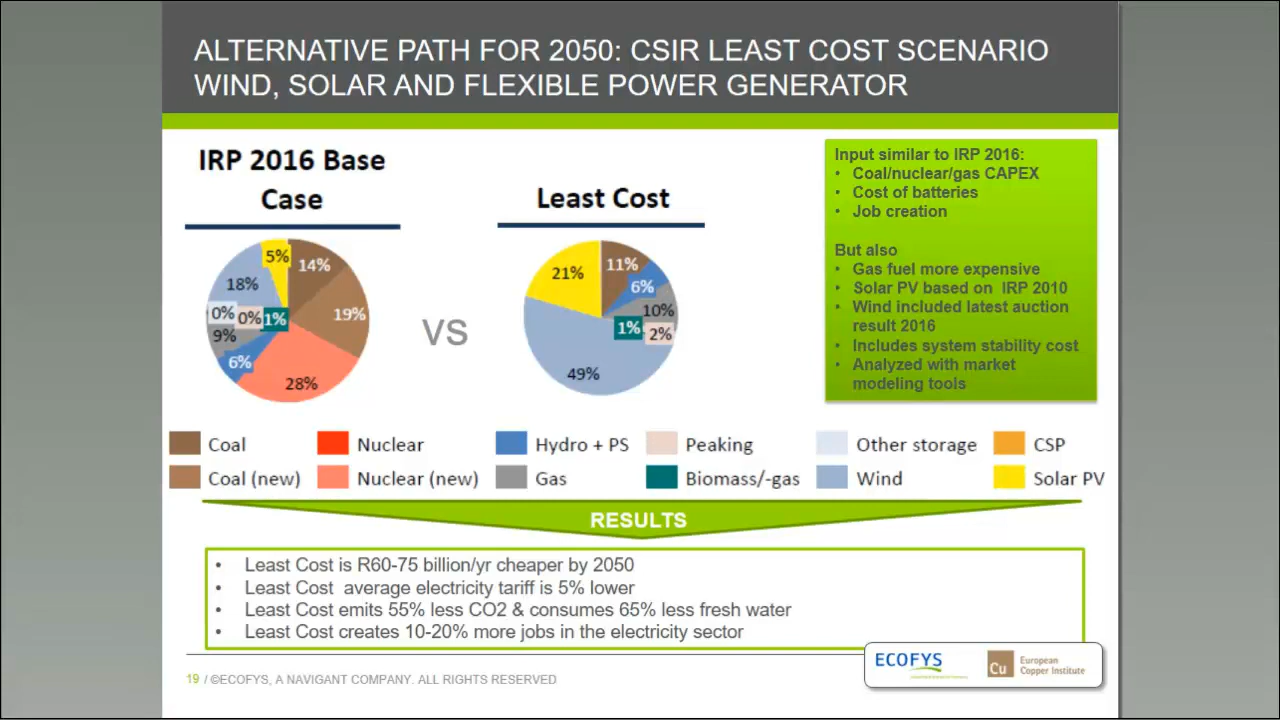 ALTERNATIVE PATH FOR 2050: CSIR LEAST COST SCENARIO
WIND, SOLAR AND FLEXIBLE POWER GENERATOR
IRP 2016 Base
Case
5%
14%
18%
19%
0%
0%
1%
9%
6%
28%
VS
Least Cost
21%
11%
6%
10%
1%
2%
49%
Input similar to IRP 2016:
• Coal/nuclear/gas CAPEX
• Cost of batteries
• Job creation
But also
• Gas fuel more expensive
• Solar PV based on IRP 2010
• Wind included latest auction
result 2016
• Includes system stability cost
• Analyzed with market
modeling tools
Coal
Nuclear
Hydro + PS
Peaking
Other storage
CSP
Coal (new)
Nuclear (new)
Gas
Biomass/-gas
Wind
Solar PV
RESULTS
• Least Cost is R60-75 billion/yr cheaper by 2050
• Least Cost average electricity tariff is 5% lower
• Least Cost emits 55% less CO2 & consumes 65% less fresh water
• Least Cost creates 10-20% more jobs in the electricity sector
19 / ©ECOFYS, A NAVIGANT COMPANY. ALL RIGHTS RESERVED
ECOFYS
Cu
European
Copper Institute